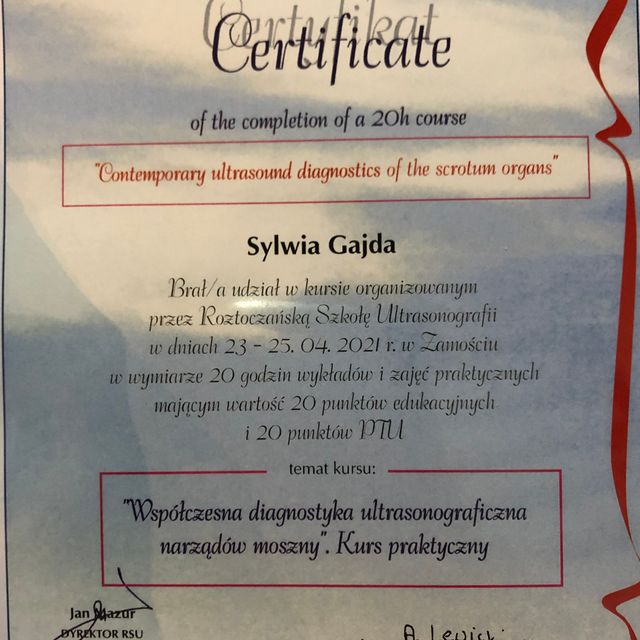 Certyfikat
Certificate
of the completion of a 20h course
"Contemporary ultrasound diagnostics of the scrotum organs"
Sylwia Gajda
Brał/a udział w kursie organizowanym
przez Roztoczańską Szkołę Ultrasonografii
w dniach 23 - 25. 04. 2021 r. w Zamościu
w wymiarze 20 godzin wykładów i zajęć praktycznych
mającym wartość 20 punktów edukacyjnych
i 20 punktów PTU
temat kursu:
"Współczesna diagnostyka ultrasonograficzna
narządów moszny". Kurs praktyczny
Jan Mazur
DYREKTOR RSU
A.